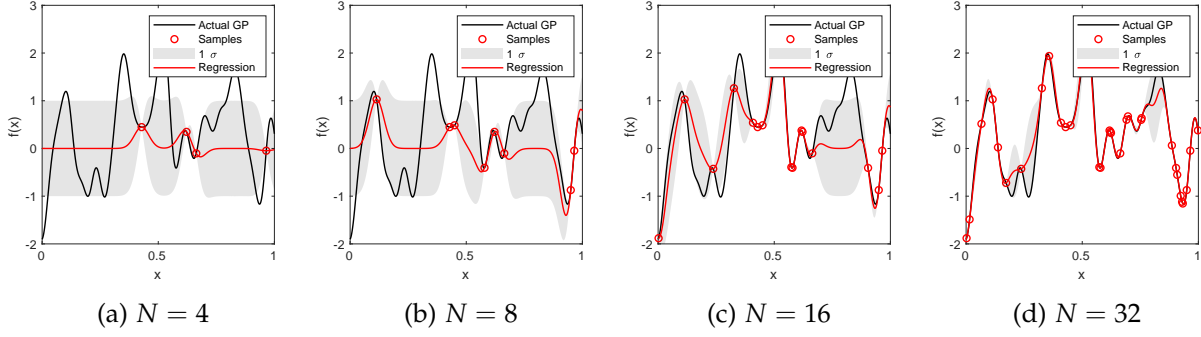 3
2
1
0
-1
-2
f(x)
0
0.5
1
x
Actual GP
Samples
1 σ
Regression
(a) N = 4
3
2
1
0
-1
-2
f(x)
0
0.5
1
x
Actual GP
Samples
1 σ
Regression
(b) N = 8
3
2
1
0
-1
-2
f(x)
0
0.5
1
x
Actual GP
Samples
1 σ
Regression
(c) N = 16
3
2
1
0
-1
-2
f(x)
0
0.5
1
x
Actual GP
Samples
1 σ
Regression
(d) N = 32